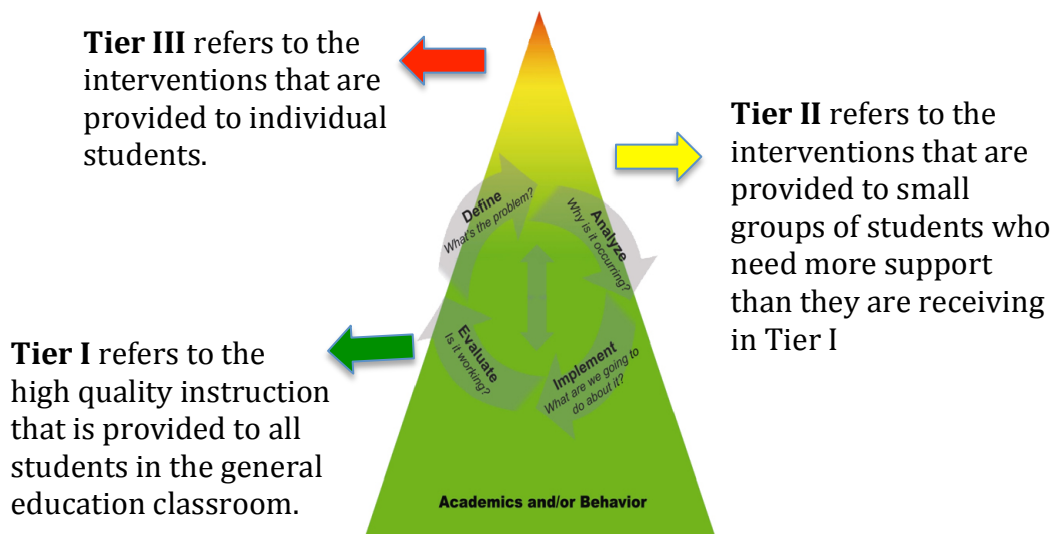 Tier III refers to the
interventions that are
provided to individual
students.
Tier II refers to the
interventions that are
provided to small
groups of students who
need more support
than they are receiving
in Tier I
Define
What's the problem?
Analyze
Why is it occurring?
Implement
What are we going to
do about it?
Evaluate
Is it working?
Tier I refers to the
high quality instruction
that is provided to all
students in the general
education classroom.
Academics and/or Behavior